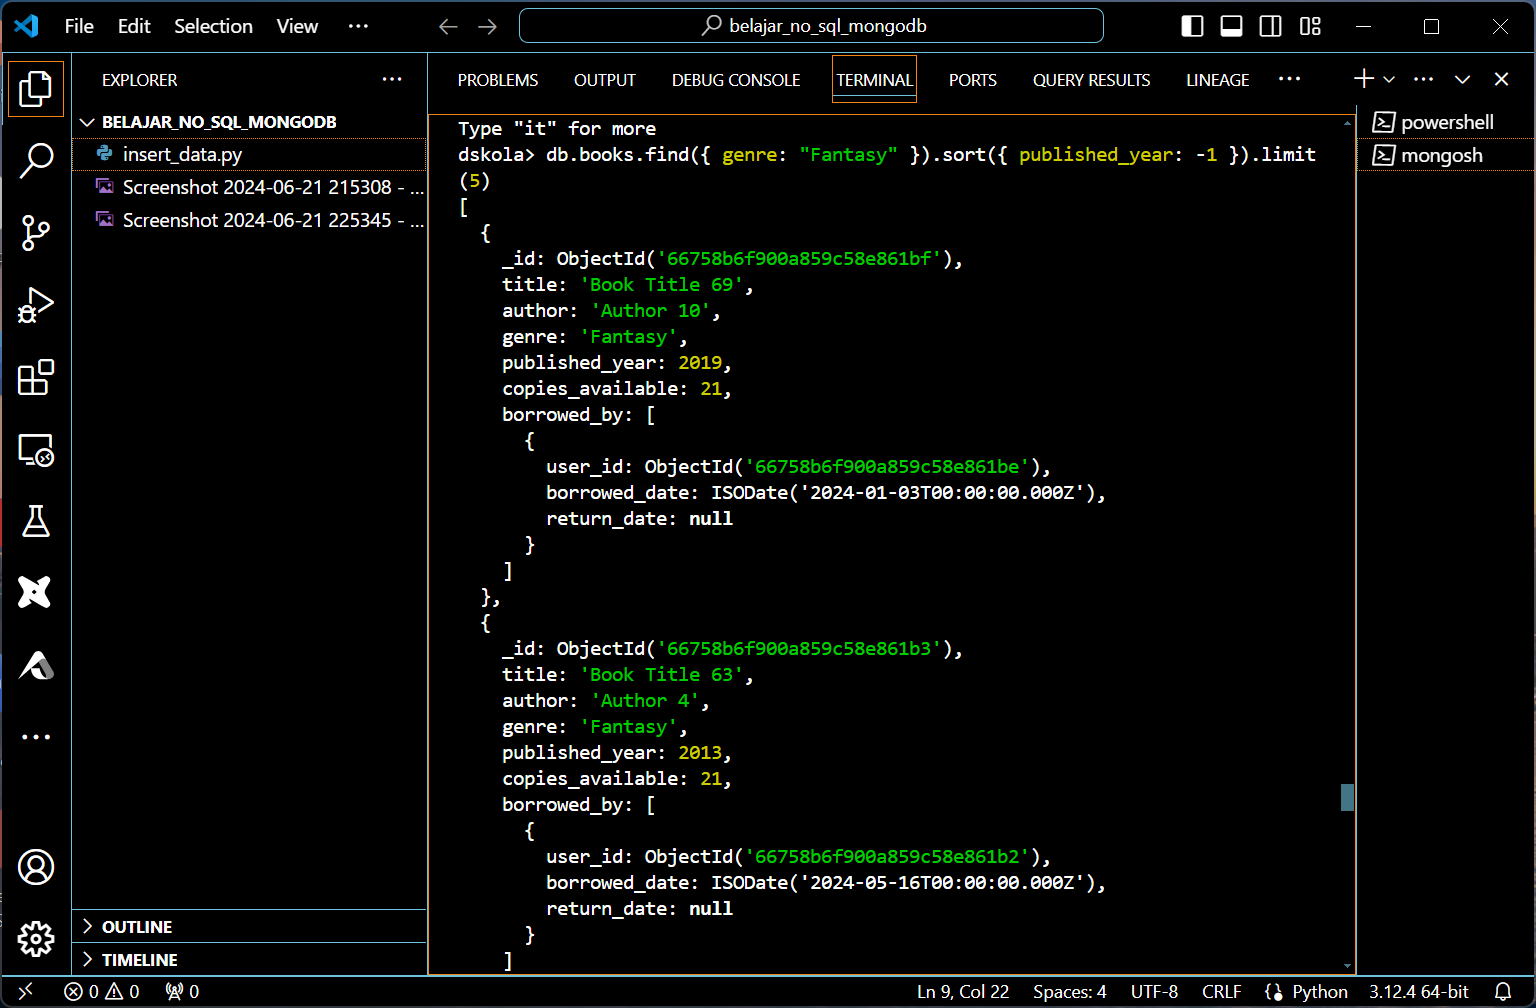 File Edit Selection View ··· belajar_no_sql_mongodb
EXPLORER ···
BELAJAR_NO_SQL_MONGODB
insert_data.py
Screenshot 2024-06-21 215308 - ...
Screenshot 2024-06-21 225345 - ...
OUTLINE
TIMELINE
PROBLEMS OUTPUT DEBUG CONSOLE TERMINAL PORTS QUERY RESULTS LINEAGE ···
Type "it" for more
dskola> db.books.find({ genre: "Fantasy" }).sort({ published_year: -1 }).limit
(5)
[
  {
    _id: ObjectId('66758b6f900a859c58e861bf'),
    title: 'Book Title 69',
    author: 'Author 10',
    genre: 'Fantasy',
    published_year: 2019,
    copies_available: 21,
    borrowed_by: [
      {
        user_id: ObjectId('66758b6f900a859c58e861be'),
        borrowed_date: ISODate('2024-01-03T00:00:00.000Z'),
        return_date: null
      }
    ]
  },
  {
    _id: ObjectId('66758b6f900a859c58e861b3'),
    title: 'Book Title 63',
    author: 'Author 4',
    genre: 'Fantasy',
    published_year: 2013,
    copies_available: 21,
    borrowed_by: [
      {
        user_id: ObjectId('66758b6f900a859c58e861b2'),
        borrowed_date: ISODate('2024-05-16T00:00:00.000Z'),
        return_date: null
      }
    ]
powershell
mongosh
0 0 0 Ln 9, Col 22 Spaces: 4 UTF-8 CRLF Python 3.12.4 64-bit